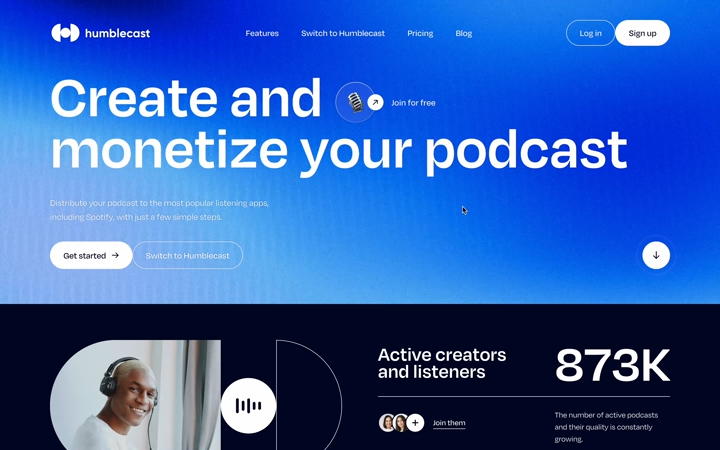 humblecast
Features
Switch to Humblecast
Pricing
Blog
Log in
Sign up
Create and
Join for free
monetize your podcast
Distribute your podcast to the most popular listening apps,
including Spotify, with just a few simple steps.
Get started
Switch to Humblecast
Active creators
and listeners
873K
Join them
The number of active podcasts
and their quality is constantly
growing.